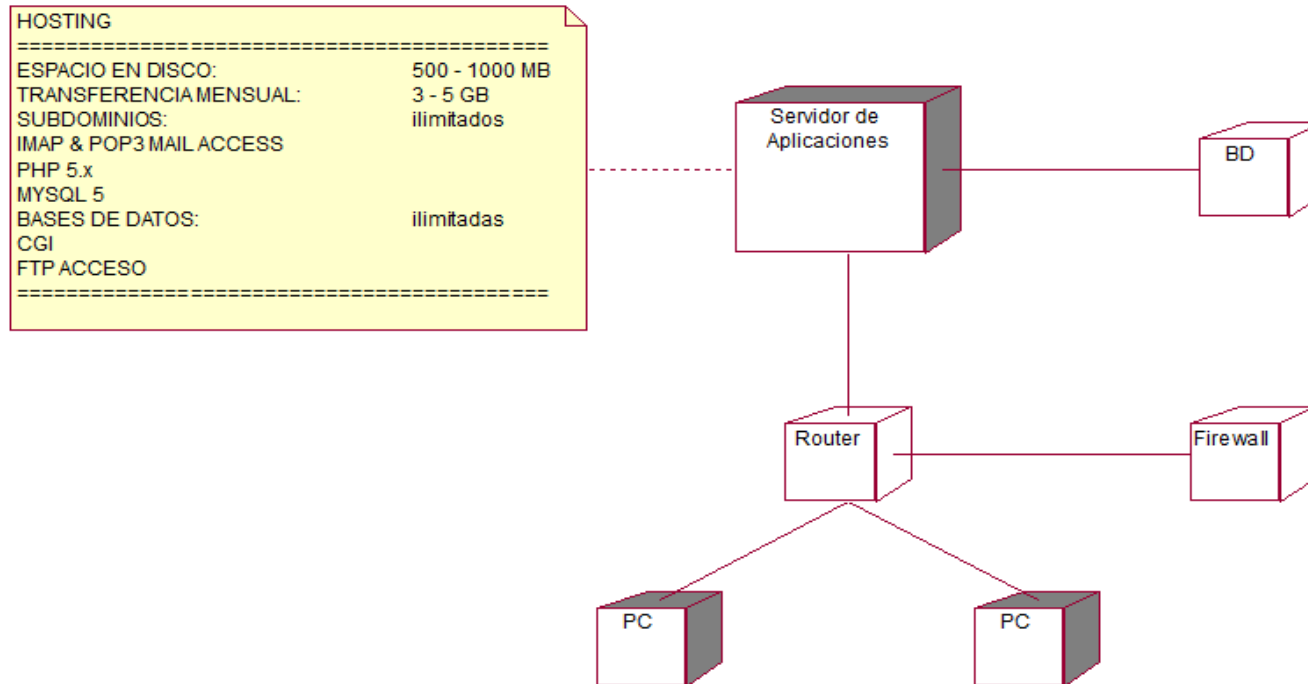 HOSTING
===========================================
ESPACIO EN DISCO: 500 - 1000 MB
TRANSFERENCIA MENSUAL: 3 - 5 GB
SUBDOMINIOS: ilimitados
IMAP & POP3 MAIL ACCESS
PHP 5.x
MYSQL 5
BASES DE DATOS: ilimitadas
CGI
FTP ACCESO
===========================================
Servidor de
Aplicaciones
BD
Router
Firewall
PC
PC